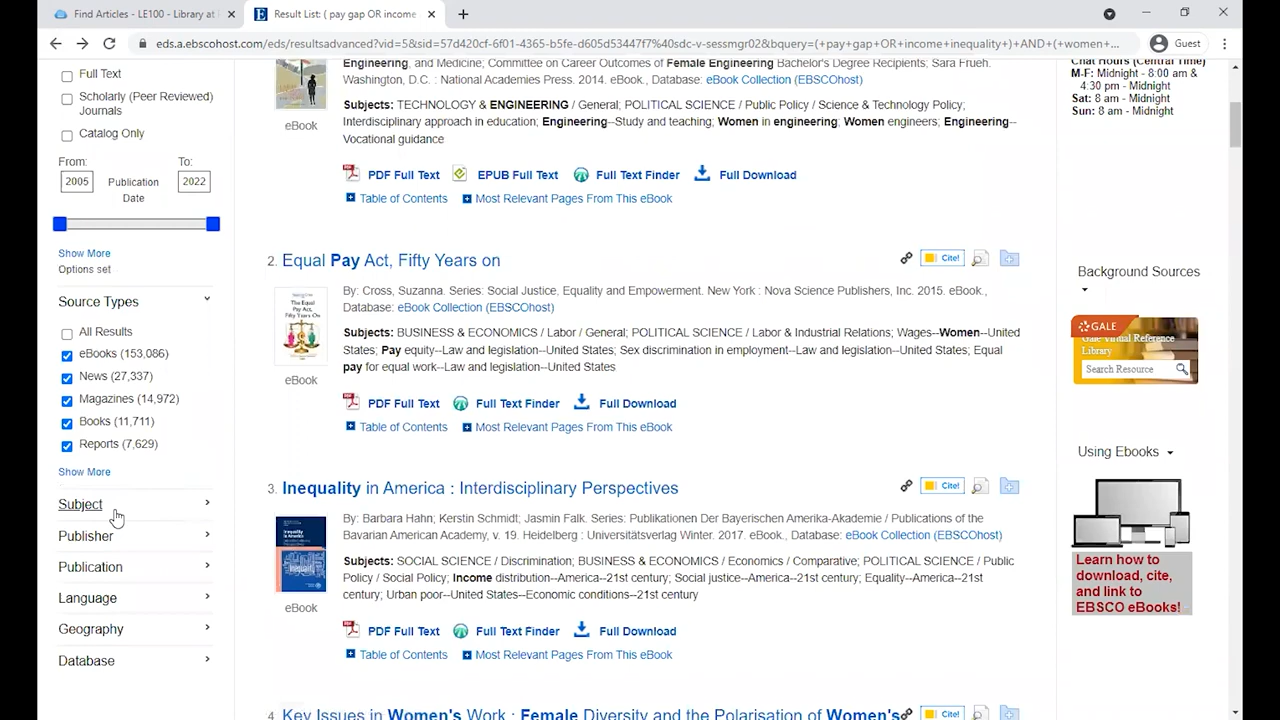 Find Articles - LE100 - Library at
Result List: ( pay gap OR income
eds.a.ebscohost.com/eds/resultsadvanced?vid=5&sid=57d420cf-6f01-4365-b5fe-d605d53447f7%40sdc-v-sessmgr02&bquery=(+pay+gap+OR+income+inequality+)+AND+(+women+...
Guest
Full Text
Scholarly (Peer Reviewed)
Journals
Catalog Only
From:
To:
2005
Publication
Date
2022
Show More
Options set
Source Types
All Results
eBooks (153,086)
News (27,337)
Magazines (14,972)
Books (11,711)
Reports (7,629)
Show More
Subject
Publisher
Publication
Language
Geography
Database
Engineering, and Medicine; Committee on Career Outcomes of Female Engineering Bachelor's Degree Recipients; Sara Frueh.
Washington, D.C. : National Academies Press. 2014. eBook., Database: eBook Collection (EBSCOhost)
eBook
Subjects: TECHNOLOGY & ENGINEERING / General; POLITICAL SCIENCE / Public Policy / Science & Technology Policy;
Interdisciplinary approach in education; Engineering--Study and teaching; Women in engineering; Women engineers; Engineering--
Vocational guidance
PDF Full Text EPUB Full Text Full Text Finder Full Download
Table of Contents Most Relevant Pages From This eBook
2. Equal Pay Act, Fifty Years on
Cite!
By: Cross, Suzanna. Series: Social Justice, Equality and Empowerment. New York : Nova Science Publishers, Inc. 2015. eBook.,
Database: eBook Collection (EBSCOhost)
The Equal
Pay Act,
Fifty Years On
eBook
Subjects: BUSINESS & ECONOMICS / Labor / General; POLITICAL SCIENCE / Labor & Industrial Relations; Wages--Women--United
States; Pay equity--Law and legislation--United States; Sex discrimination in employment--Law and legislation--United States; Equal
pay for equal work--Law and legislation--United States
PDF Full Text Full Text Finder Full Download
Table of Contents Most Relevant Pages From This eBook
3. Inequality in America : Interdisciplinary Perspectives
Cite!
By: Barbara Hahn; Kerstin Schmidt; Jasmin Falk. Series: Publikationen Der Bayerischen Amerika-Akademie / Publications of the
Bavarian American Academy, v. 19. Heidelberg : Universitätsverlag Winter. 2017. eBook., Database: eBook Collection (EBSCOhost)
eBook
Subjects: SOCIAL SCIENCE / Discrimination; BUSINESS & ECONOMICS / Economics / Comparative; POLITICAL SCIENCE / Public
Policy / Social Policy; Income distribution--America--21st century; Social justice--America--21st century; Equality--America--21st
century; Urban poor--United States--Economic conditions--21st century
PDF Full Text Full Text Finder Full Download
Table of Contents Most Relevant Pages From This eBook
4. Key Issues in Women's Work : Female Diversity and the Polarisation of Women's
Cite!
Chat Hours (Central Time)
M-F: Midnight - 8:00 am &
4:30 pm - Midnight
Sat: 8 am - Midnight
Sun: 8 am - Midnight
Background Sources
GALE
Gale Virtual Reference
Library
Search Resource
Using Ebooks
Learn how to
download, cite,
and link to
EBSCO eBooks!